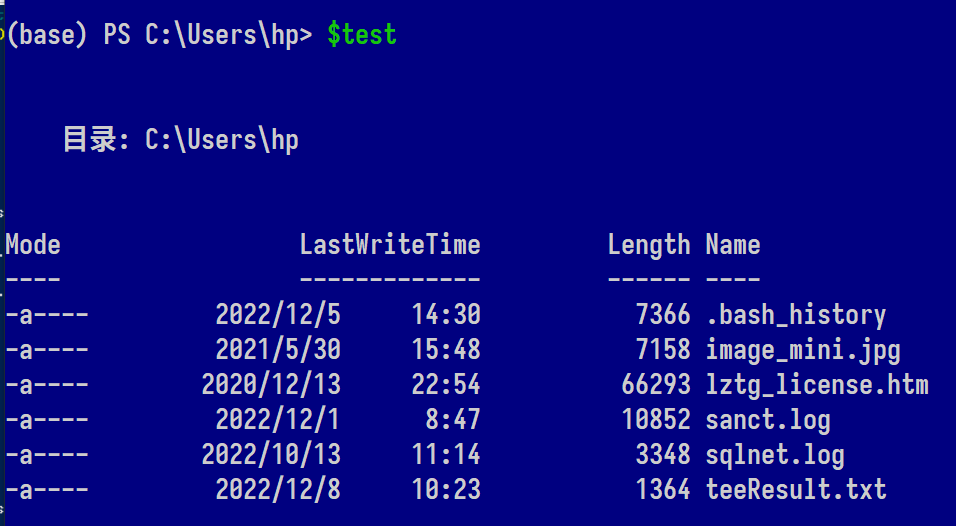 (base) PS C:\Users\hp> $test
目录: C:\Users\hp
Mode LastWriteTime Length Name
---- ------------- ------ ----
-a---- 2022/12/5 14:30 7366 .bash_history
-a---- 2021/5/30 15:48 7158 image_mini.jpg
-a---- 2020/12/13 22:54 66293 lztg_license.htm
-a---- 2022/12/1 8:47 10852 sanct.log
-a---- 2022/10/13 11:14 3348 sqlnet.log
-a---- 2022/12/8 10:23 1364 teeResult.txt